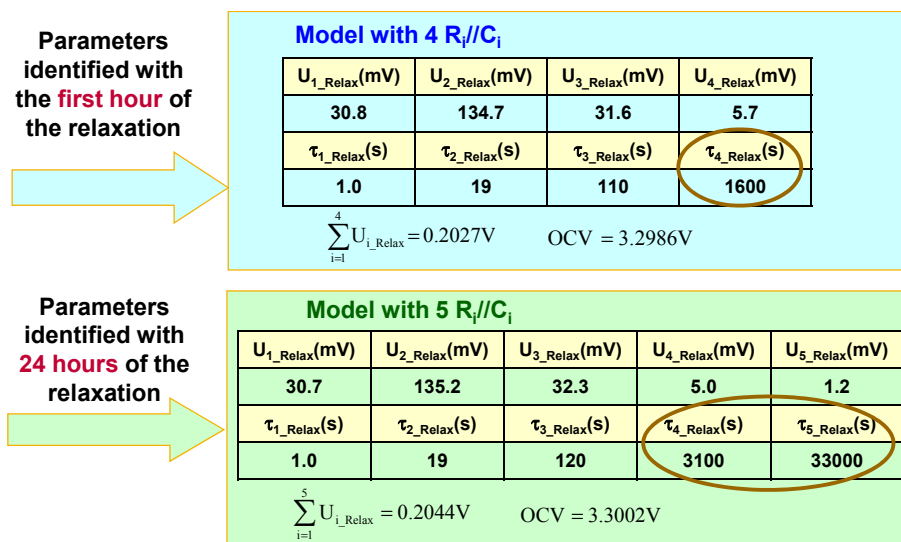 Parameters
identified with
the first hour of
the relaxation
Model with 4 Rᵢ//Cᵢ
U₁_Relax(mV) U₂_Relax(mV) U₃_Relax(mV) U₄_Relax(mV)
30.8 134.7 31.6 5.7
τ₁_Relax(s) τ₂_Relax(s) τ₃_Relax(s) τ₄_Relax(s)
1.0 19 110 1600
4
∑ Uᵢ_Relax = 0.2027V OCV = 3.2986V
i=1
Parameters
identified with
24 hours of the
relaxation
Model with 5 Rᵢ//Cᵢ
U₁_Relax(mV) U₂_Relax(mV) U₃_Relax(mV) U₄_Relax(mV) U₅_Relax(mV)
30.7 135.2 32.3 5.0 1.2
τ₁_Relax(s) τ₂_Relax(s) τ₃_Relax(s) τ₄_Relax(s) τ₅_Relax(s)
1.0 19 120 3100 33000
5
∑ Uᵢ_Relax = 0.2044V OCV = 3.3002V
i=1